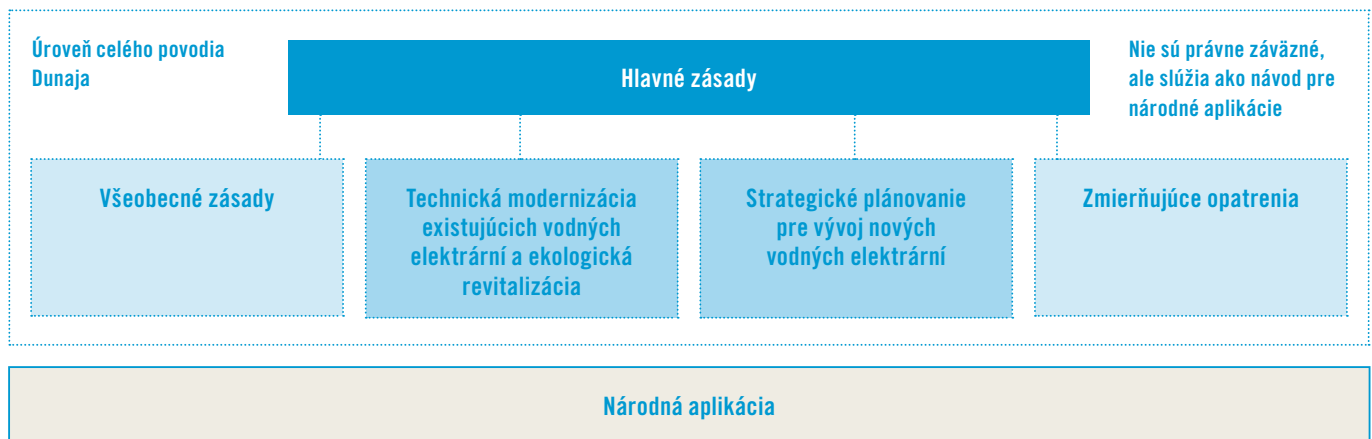 Úroveň celého povodia
Dunaja
Hlavné zásady
Nie sú právne záväzné,
ale slúžia ako návod pre
národné aplikácie
Všeobecné zásady
Technická modernizácia
existujúcich vodných
elektrární a ekologická
revitalizácia
Strategické plánovanie
pre vývoj nových
vodných elektrární
Zmierňujúce opatrenia
Národná aplikácia